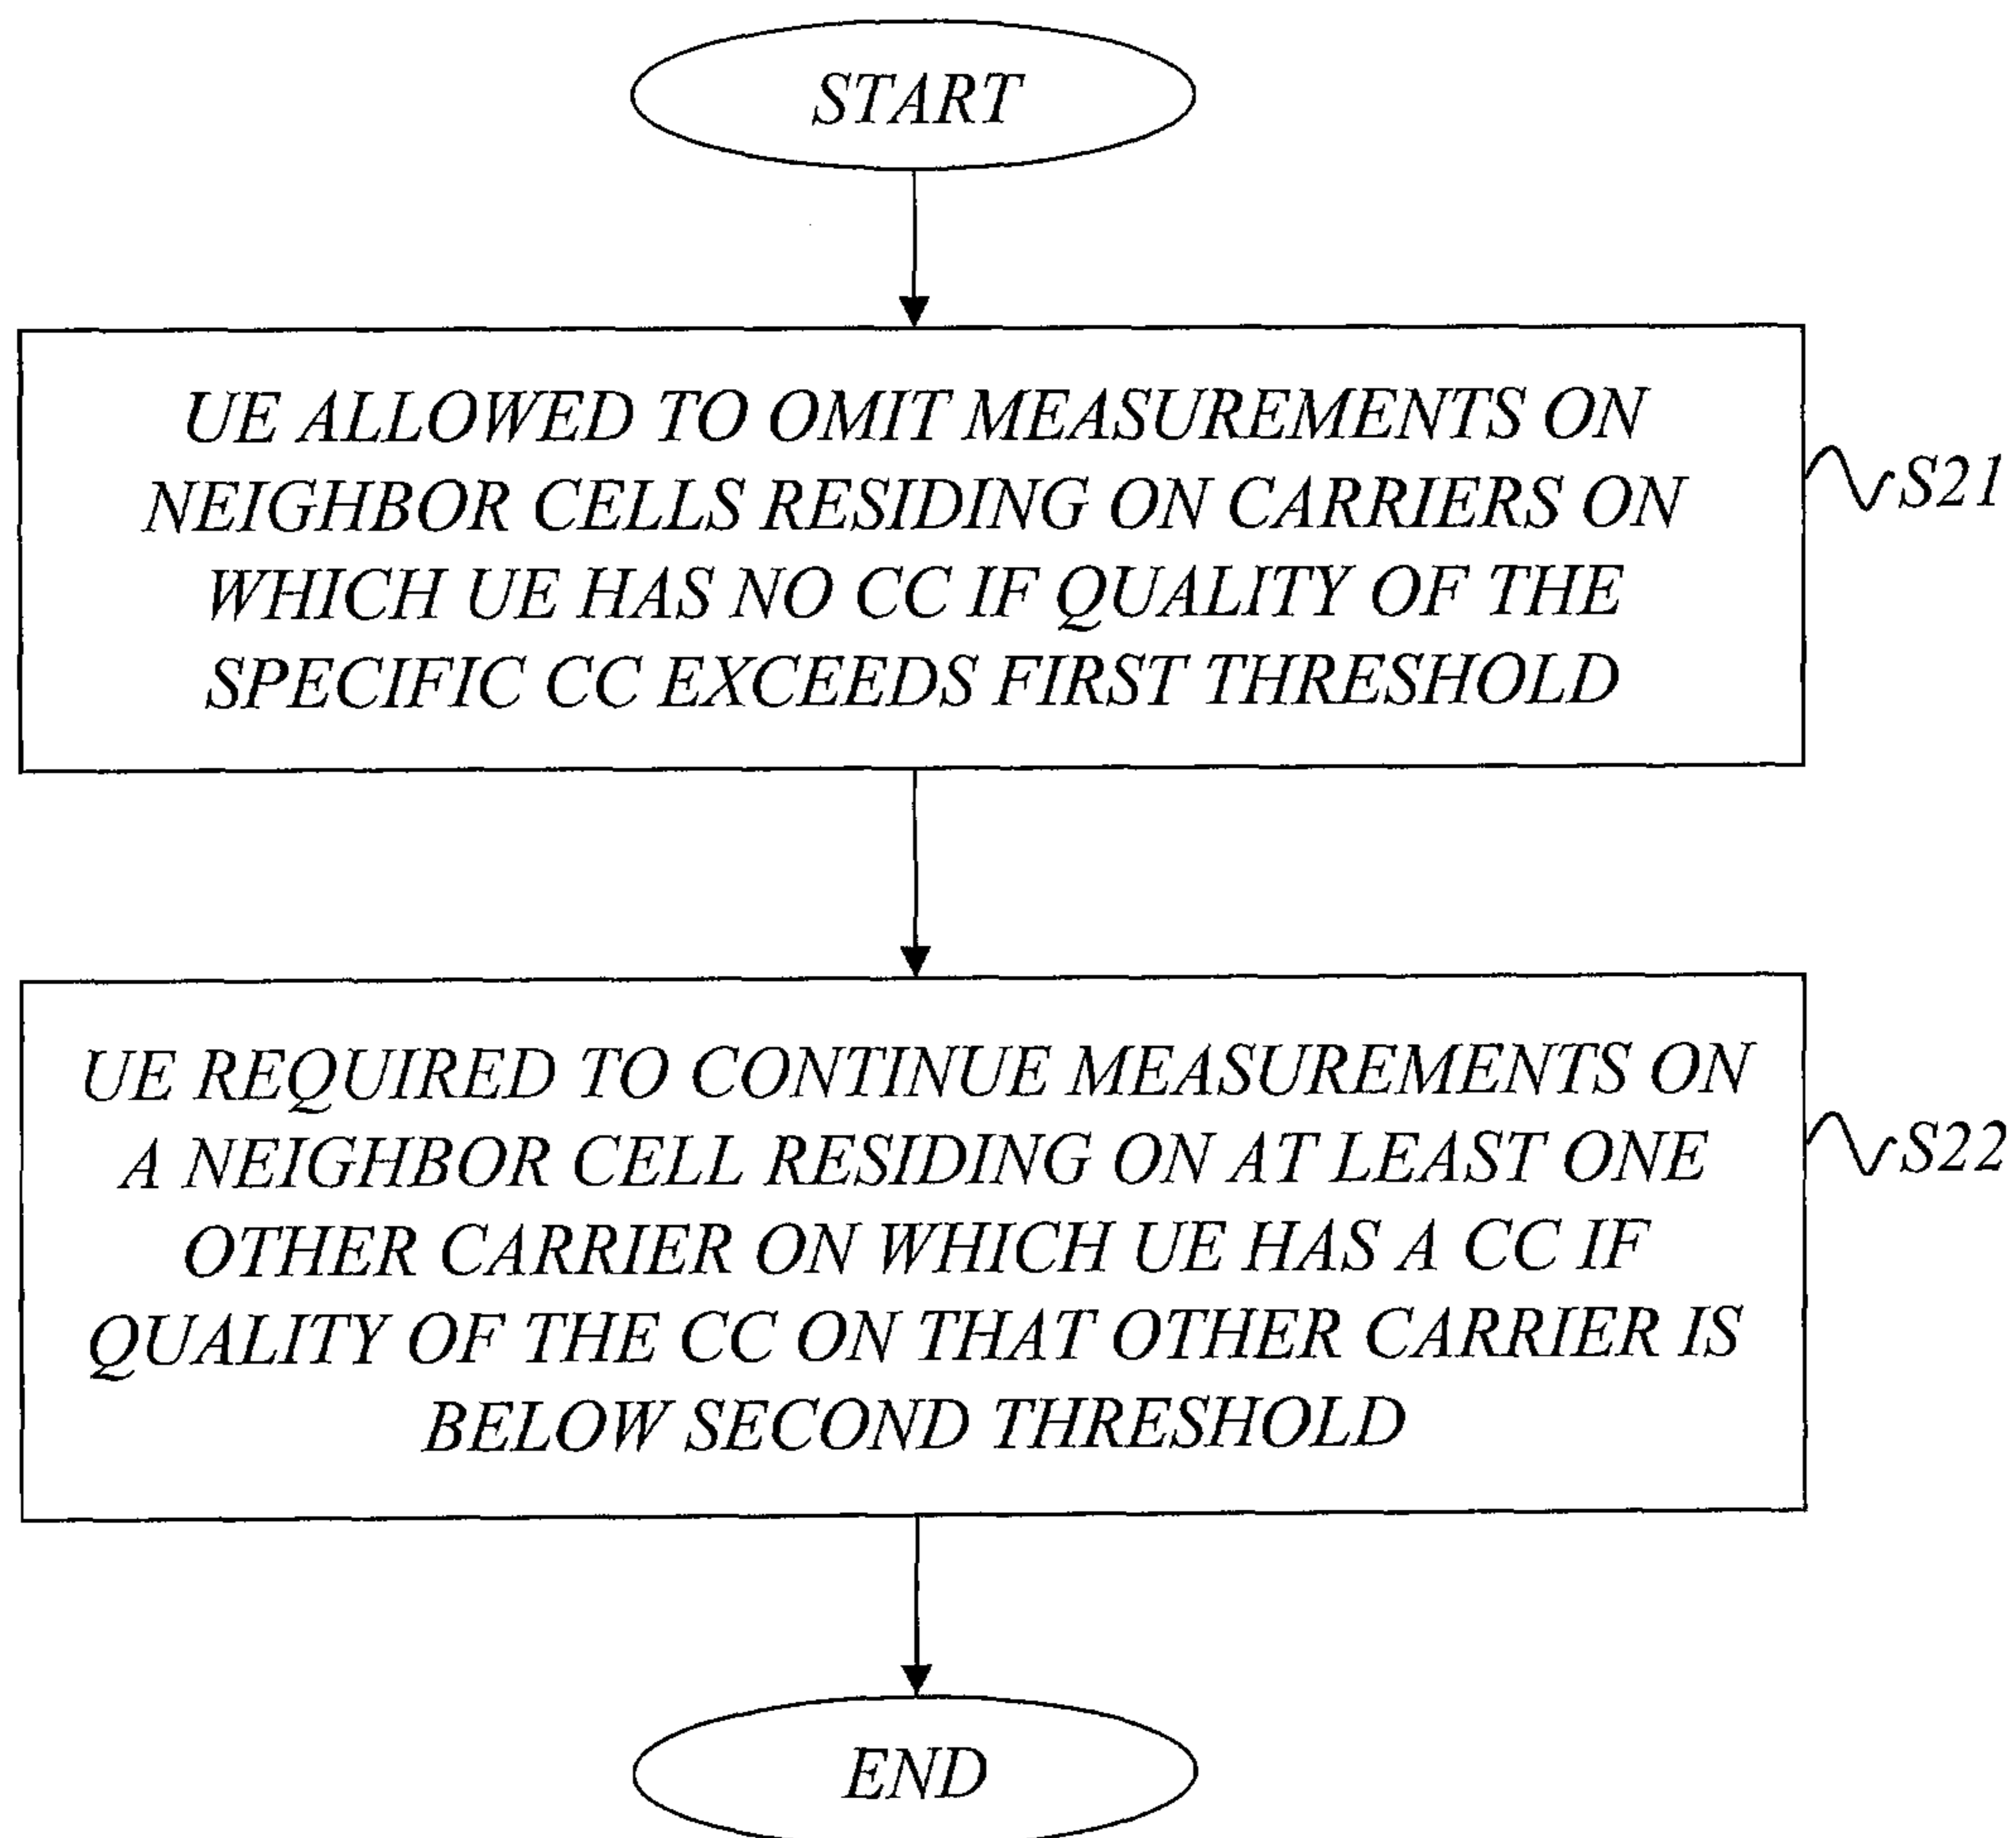 START
UE ALLOWED TO OMIT MEASUREMENTS ON
NEIGHBOR CELLS RESIDING ON CARRIERS ON
WHICH UE HAS NO CC IF QUALITY OF THE
SPECIFIC CC EXCEEDS FIRST THRESHOLD
S21
UE REQUIRED TO CONTINUE MEASUREMENTS ON
A NEIGHBOR CELL RESIDING ON AT LEAST ONE
OTHER CARRIER ON WHICH UE HAS A CC IF
QUALITY OF THE CC ON THAT OTHER CARRIER IS
BELOW SECOND THRESHOLD
S22
END